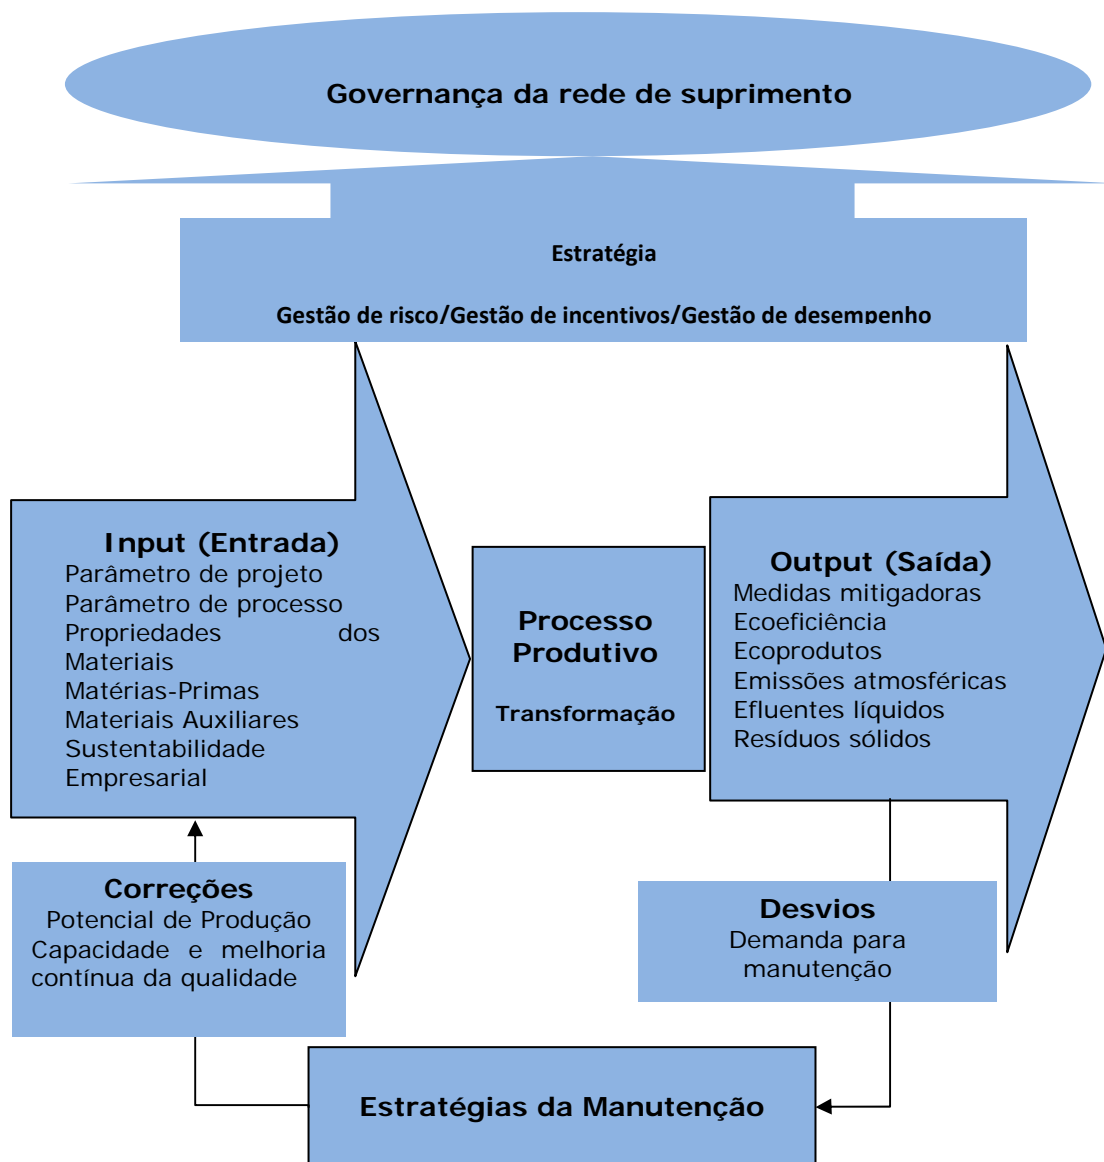 Governança da rede de suprimento
Estratégia
Gestão de risco/Gestão de incentivos/Gestão de desempenho
Input (Entrada)
Parâmetro de projeto
Parâmetro de processo
Propriedades dos
Materiais
Matérias-Primas
Materiais Auxiliares
Sustentabilidade
Empresarial
Processo
Produtivo
Transformação
Output (Saída)
Medidas mitigadoras
Ecoeficiência
Ecoprodutos
Emissões atmosféricas
Efluentes líquidos
Resíduos sólidos
Correções
Potencial de Produção
Capacidade e melhoria
contínua da qualidade
Desvios
Demanda para
manutenção
Estratégias da Manutenção